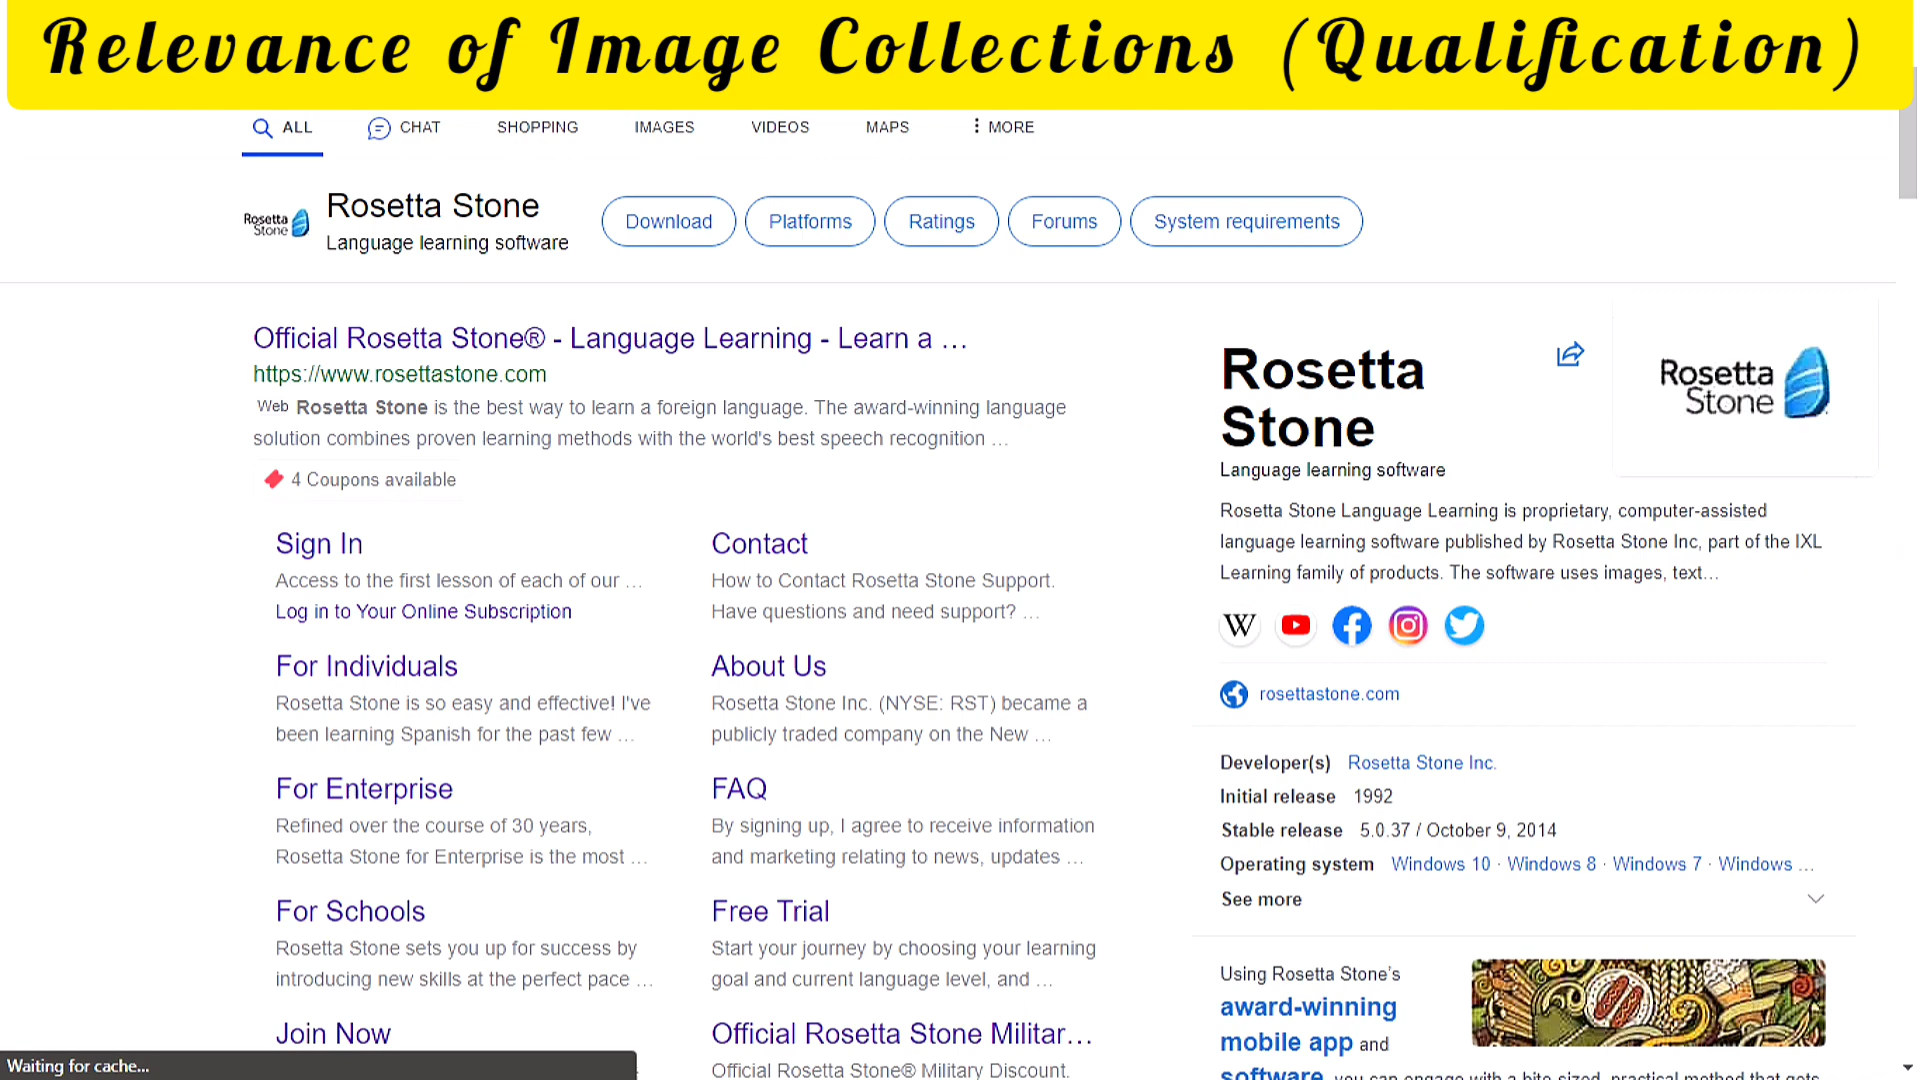 Relevance of Image Collections (Qualification)
ALL CHAT SHOPPING IMAGES VIDEOS MAPS MORE
Rosetta Stone
Rosetta Stone
Language learning software
Download Platforms Ratings Forums System requirements
Official Rosetta Stone® - Language Learning - Learn a ...
https://www.rosettastone.com
Web Rosetta Stone is the best way to learn a foreign language. The award-winning language
solution combines proven learning methods with the world's best speech recognition ...
4 Coupons available
Sign In
Access to the first lesson of each of our ...
Log in to Your Online Subscription
For Individuals
Rosetta Stone is so easy and effective! I've
been learning Spanish for the past few ...
For Enterprise
Refined over the course of 30 years,
Rosetta Stone for Enterprise is the most ...
For Schools
Rosetta Stone sets you up for success by
introducing new skills at the perfect pace ...
Join Now
Contact
How to Contact Rosetta Stone Support.
Have questions and need support? ...
About Us
Rosetta Stone Inc. (NYSE: RST) became a
publicly traded company on the New ...
FAQ
By signing up, I agree to receive information
and marketing relating to news, updates ...
Free Trial
Start your journey by choosing your learning
goal and current language level, and ...
Official Rosetta Stone Militar...
Official Rosetta Stone® Military Discount.
Rosetta
Stone
Language learning software
Rosetta
Stone
Rosetta Stone Language Learning is proprietary, computer-assisted
language learning software published by Rosetta Stone Inc, part of the IXL
Learning family of products. The software uses images, text...
W
rosettastone.com
Developer(s) Rosetta Stone Inc.
Initial release 1992
Stable release 5.0.37 / October 9, 2014
Operating system Windows 10 · Windows 8 · Windows 7 · Windows ...
See more
Using Rosetta Stone's
award-winning
mobile app and
software, you can engage with a bite-sized, practical method that gets
Waiting for cache...